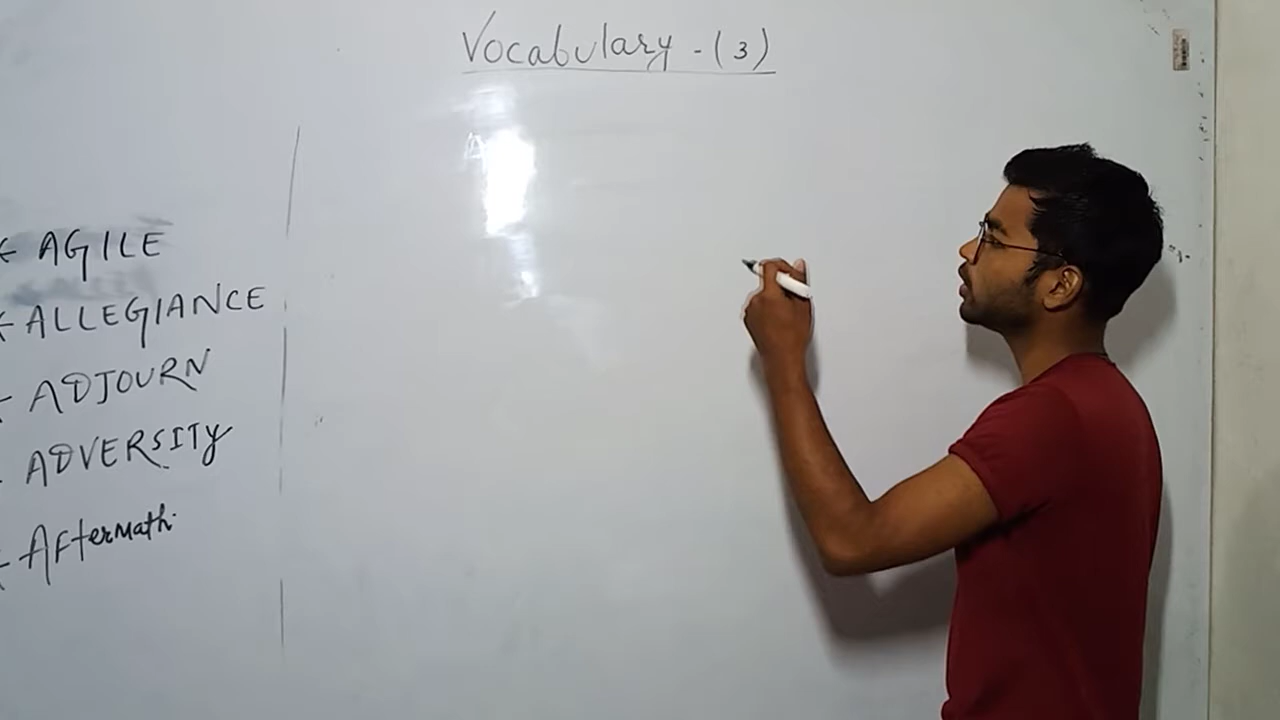 Vocabulary - (3)
← AGILE
← ALLEGIANCE
← ADJOURN
ADVERSITY
← Aftermath